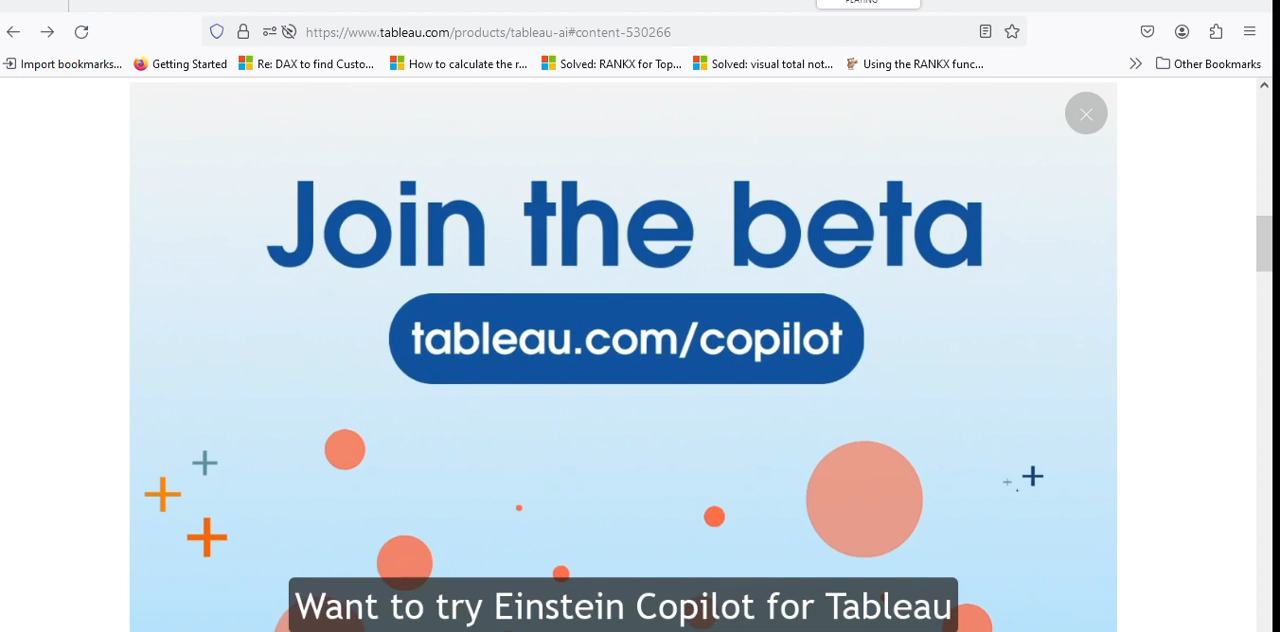 https://www.tableau.com/products/tableau-ai#content-530266
Import bookmarks... Getting Started Re: DAX to find Custo... How to calculate the r... Solved: RANKX for Top... Solved: visual total not... Using the RANKX func... Other Bookmarks
Join the beta
tableau.com/copilot
Want to try Einstein Copilot for Tableau